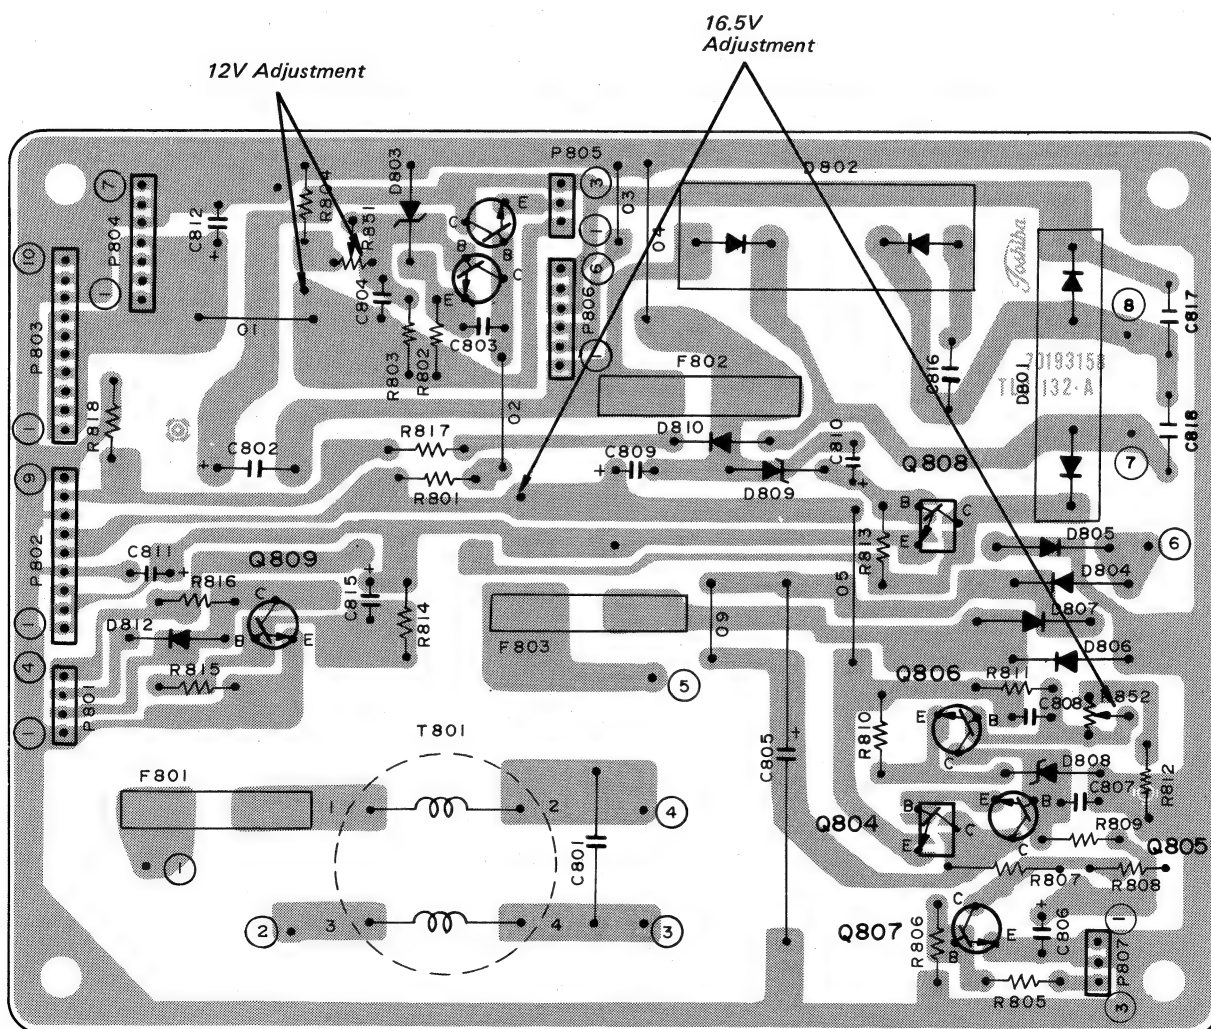 16.5V
Adjustment
12V Adjustment
P805
D803
D802
R804
7
3
03
04
C812
R851
C
E
B
P804
+
1
1
Toshiba
10
B
C
6
E
C804
P806
8
C817
01
C803
P803
R803
R802
1
F802
C816
D801
70193158
1
R818
02
D810
C810
R817
C818
C802
+
C809
+
Q808
7
9
R801
D809
+
B
C
R813
E
D805
6
P802
C811
+
Q809
+
D804
R816
C815
05
C
D807
1
D812
B
E
R814
F803
09
D806
4
R815
Q806
R811
5
C808
R852
P801
E
B
1
T801
C805
+
R810
C
D808
F801
C807
R812
1
2
4
B
E
B
Q804
C
R809
Q805
E
C
1
C801
R807
R808
C
+
1
2
3
4
3
Q807
R806
E
C806
P807
B
R805
3